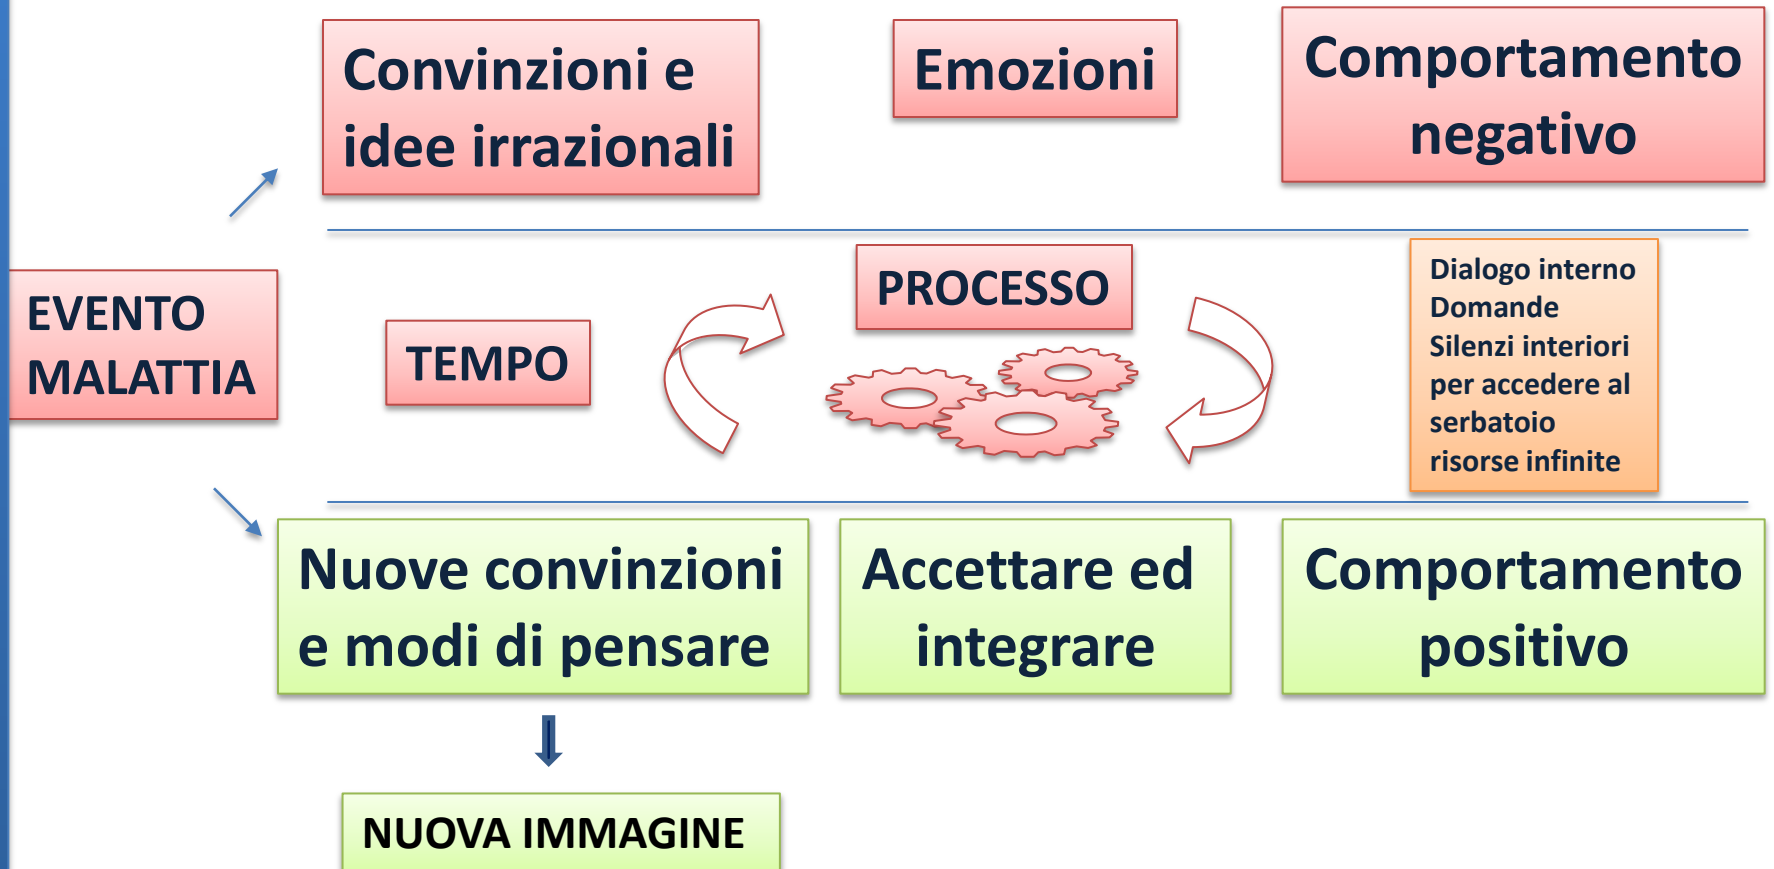 Convinzioni e
idee irrazionali
Emozioni
Comportamento
negativo
EVENTO
MALATTIA
TEMPO
PROCESSO
Dialogo interno
Domande
Silenzi interiori
per accedere al
serbatoio
risorse infinite
Nuove convinzioni
e modi di pensare
Accettare ed
integrare
Comportamento
positivo
NUOVA IMMAGINE